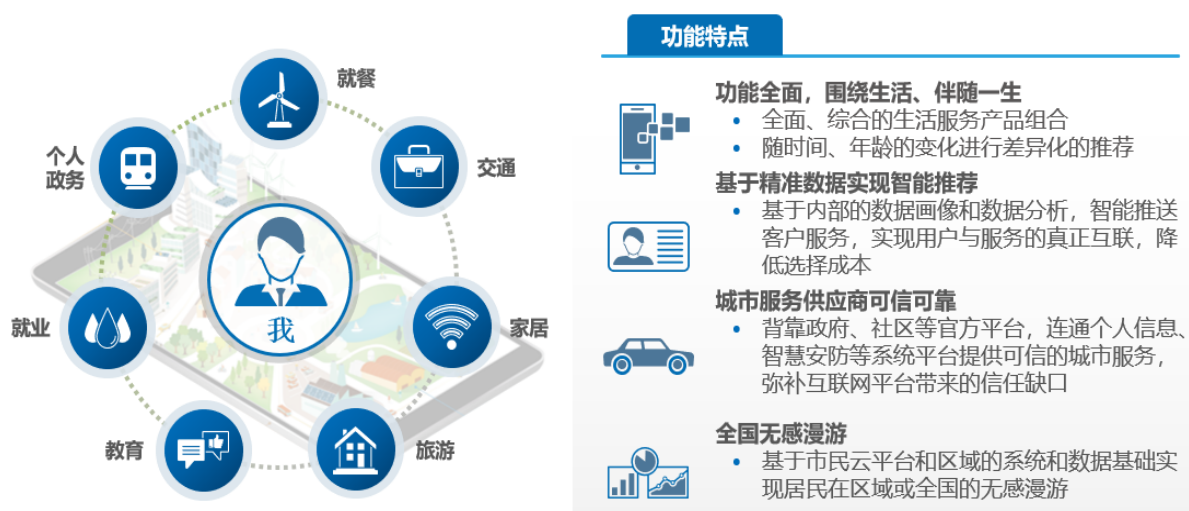 就餐
个人
政务
交通
我
就业
家居
教育
旅游
功能特点
功能全面，围绕生活、伴随一生
• 全面、综合的生活服务产品组合
• 随时间、年龄的变化进行差异化的推荐
基于精准数据实现智能推荐
• 基于内部的数据画像和数据分析，智能推送
客户服务，实现用户与服务的真正互联，降
低选择成本
城市服务供应商可信可靠
• 背靠政府、社区等官方平台，连通个人信息、
智慧安防等系统平台提供可信的城市服务，
弥补互联网平台带来的信任缺口
全国无感漫游
• 基于市民云平台和区域的系统和数据基础实
现居民在区域或全国的无感漫游